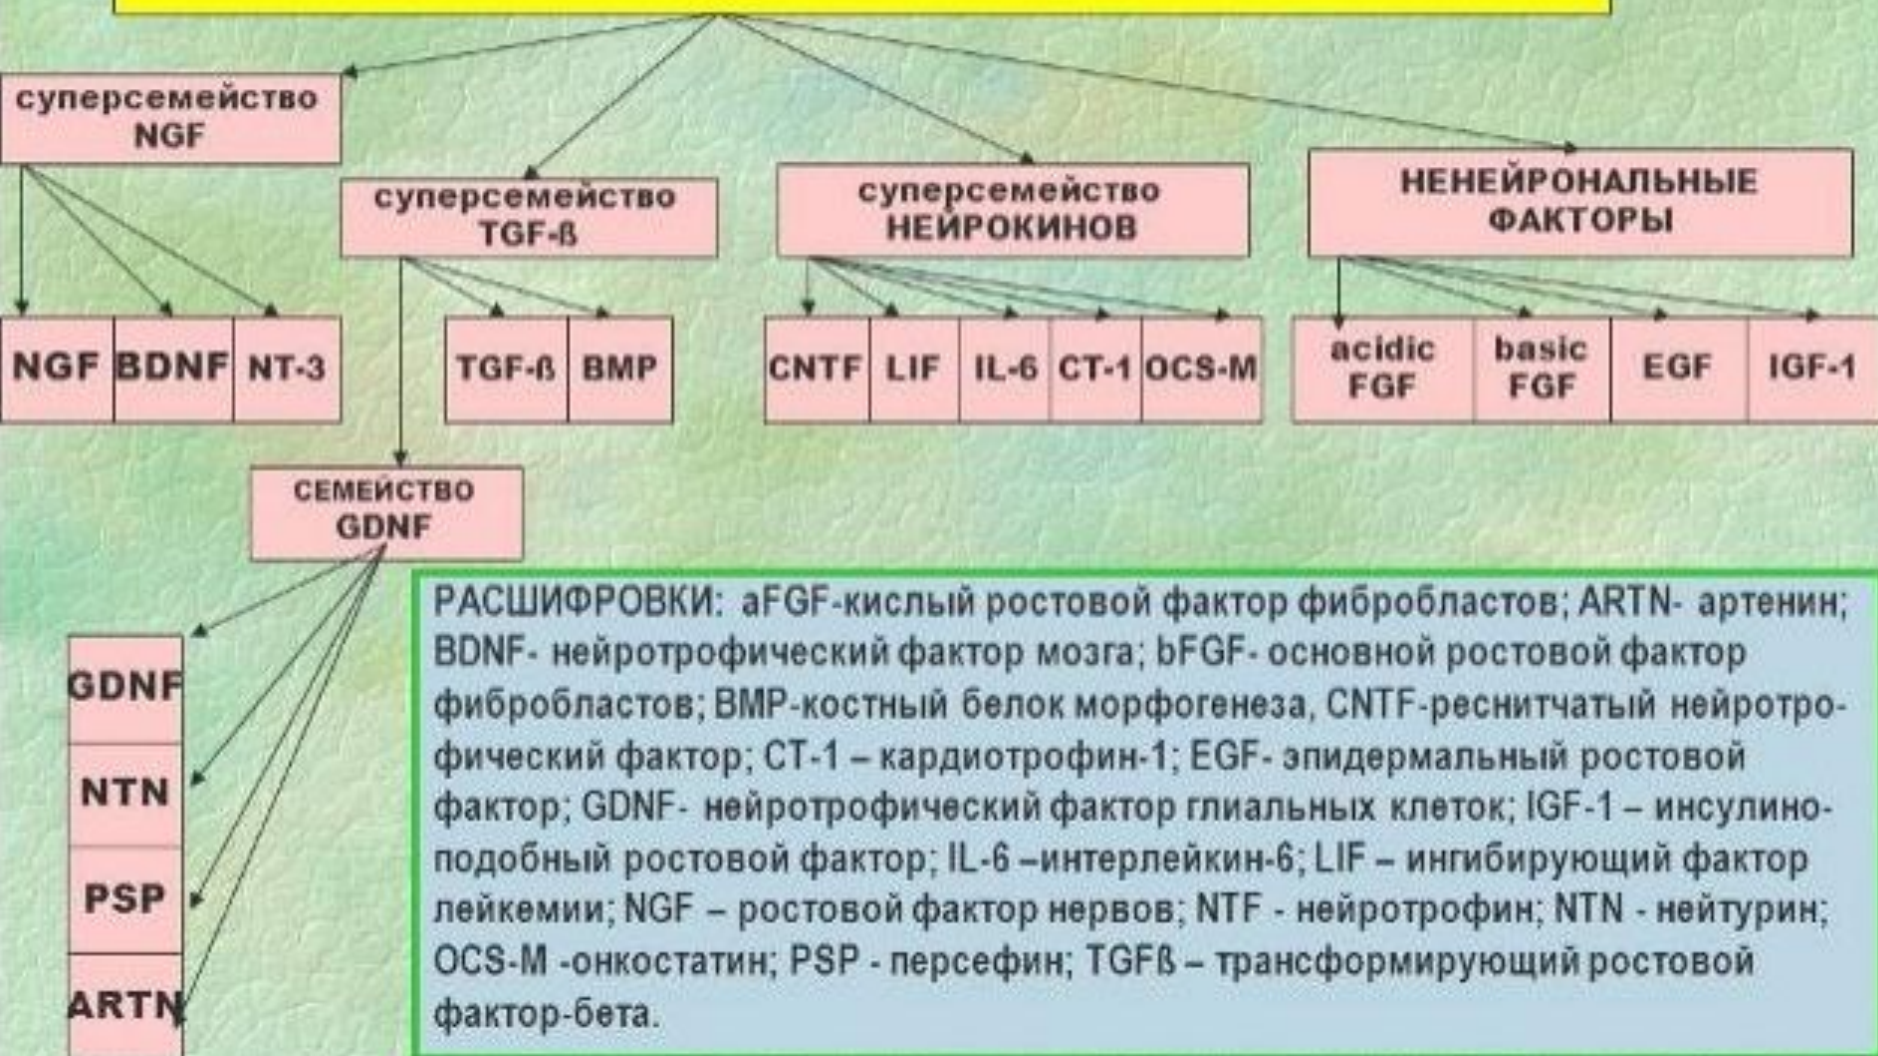 суперсемейство
NGF
суперсемейство
TGF-ß
суперсемейство
НЕЙРОКИНОВ
НЕНЕЙРОНАЛЬНЫЕ
ФАКТОРЫ
NGF BDNF NT-3
TGF-ß BMP
CNTF LIF IL-6 CT-1 OCS-M
acidic
FGF
basic
FGF
EGF
IGF-1
СЕМЕЙСТВО
GDNF
GDNF
NTN
PSP
ARTN
РАСШИФРОВКИ: aFGF-кислый ростовой фактор фибробластов; ARTN- артенин;
BDNF- нейротрофический фактор мозга; bFGF- основной ростовой фактор
фибробластов; BMP-костный белок морфогенеза, CNTF-реснитчатый нейротро-
фический фактор; CT-1 – кардиотрофин-1; EGF- эпидермальный ростовой
фактор; GDNF- нейротрофический фактор глиальных клеток; IGF-1 – инсулино-
подобный ростовой фактор; IL-6 –интерлейкин-6; LIF – ингибирующий фактор
лейкемии; NGF – ростовой фактор нервов; NTF - нейротрофин; NTN - нейтурин;
OCS-M -онкостатин; PSP - персефин; TGFß – трансформирующий ростовой
фактор-бета.